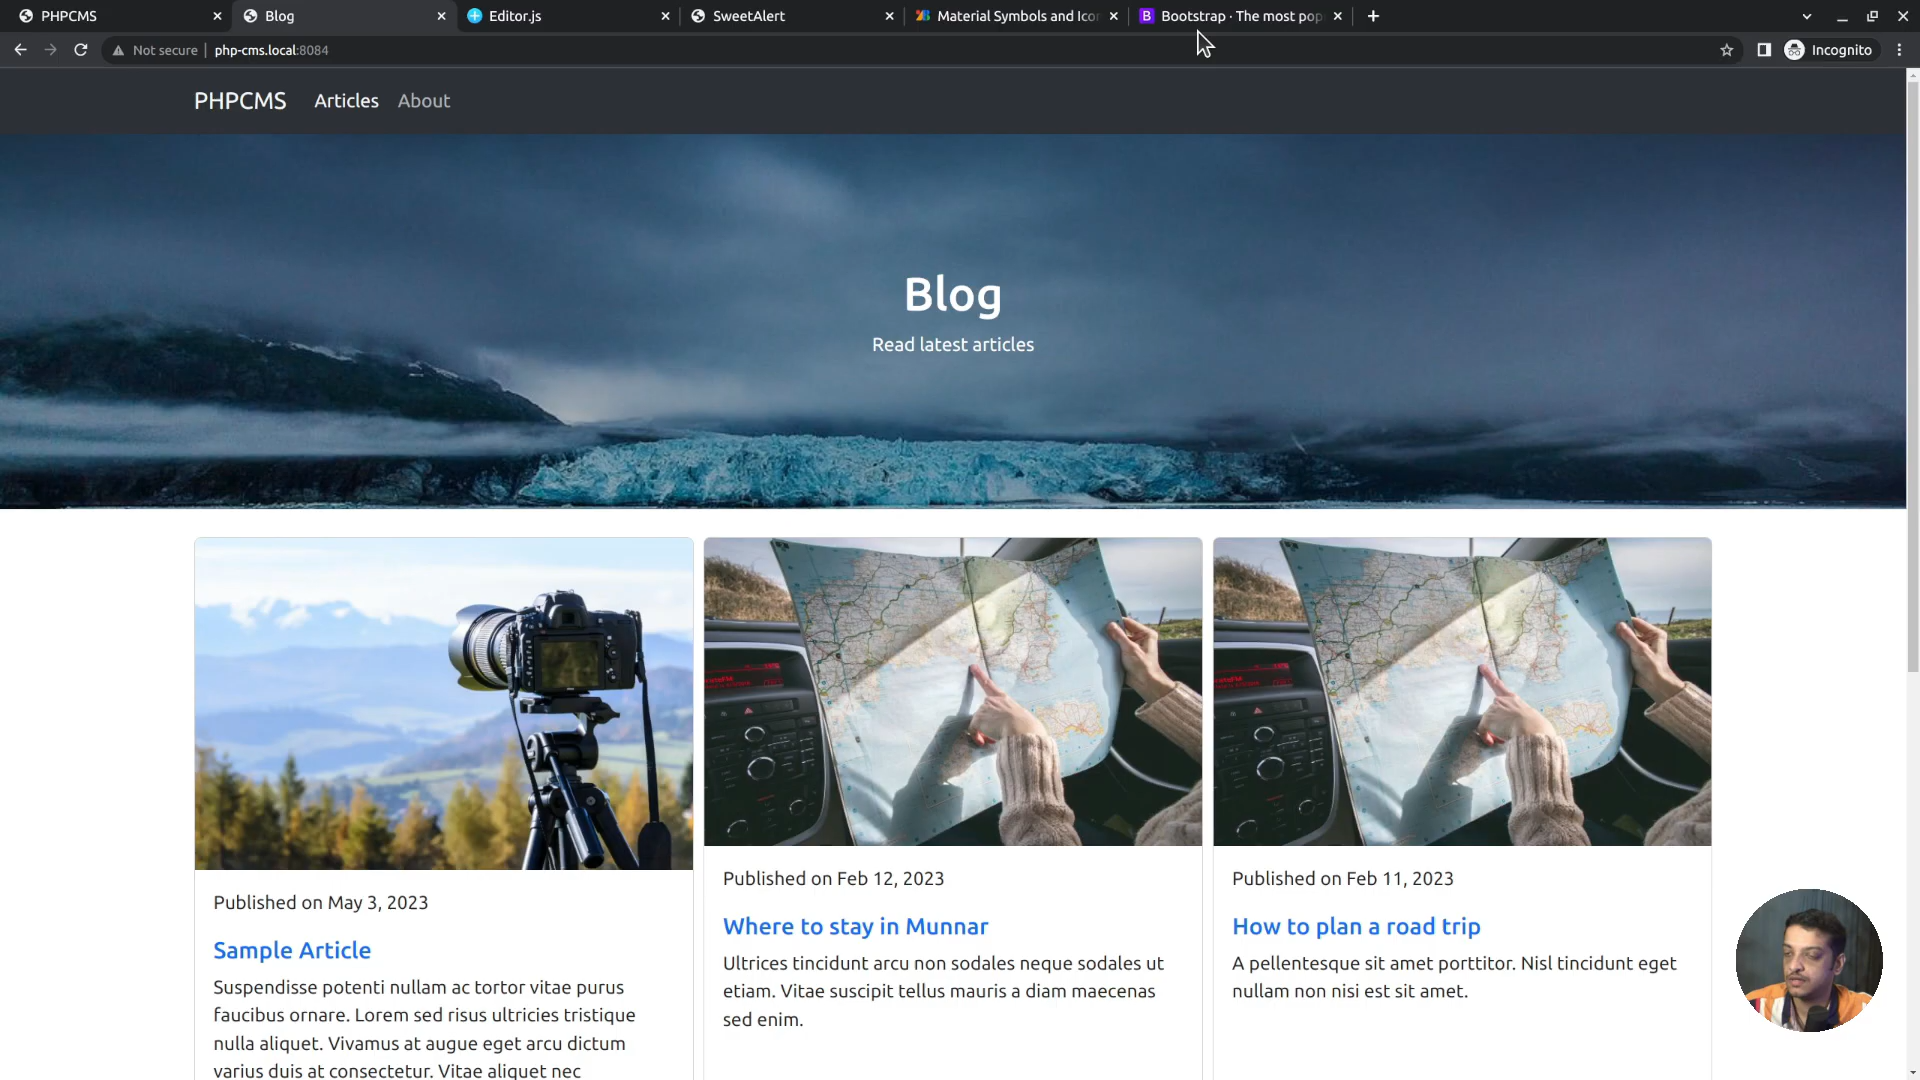 PHPCMS
Blog
Editor.js
SweetAlert
Material Symbols and Ico
Bootstrap · The most pop
Not secure
php-cms.local:8084
Incognito
PHPCMS
Articles
About
Blog
Read latest articles
Published on May 3, 2023
Sample Article
Suspendisse potenti nullam ac tortor vitae purus
faucibus ornare. Lorem sed risus ultricies tristique
nulla aliquet. Vivamus at augue eget arcu dictum
varius duis at consectetur. Vitae aliquet nec
Published on Feb 12, 2023
Where to stay in Munnar
Ultrices tincidunt arcu non sodales neque sodales ut
etiam. Vitae suscipit tellus mauris a diam maecenas
sed enim.
Published on Feb 11, 2023
How to plan a road trip
A pellentesque sit amet porttitor. Nisl tincidunt eget
nullam non nisi est sit amet.